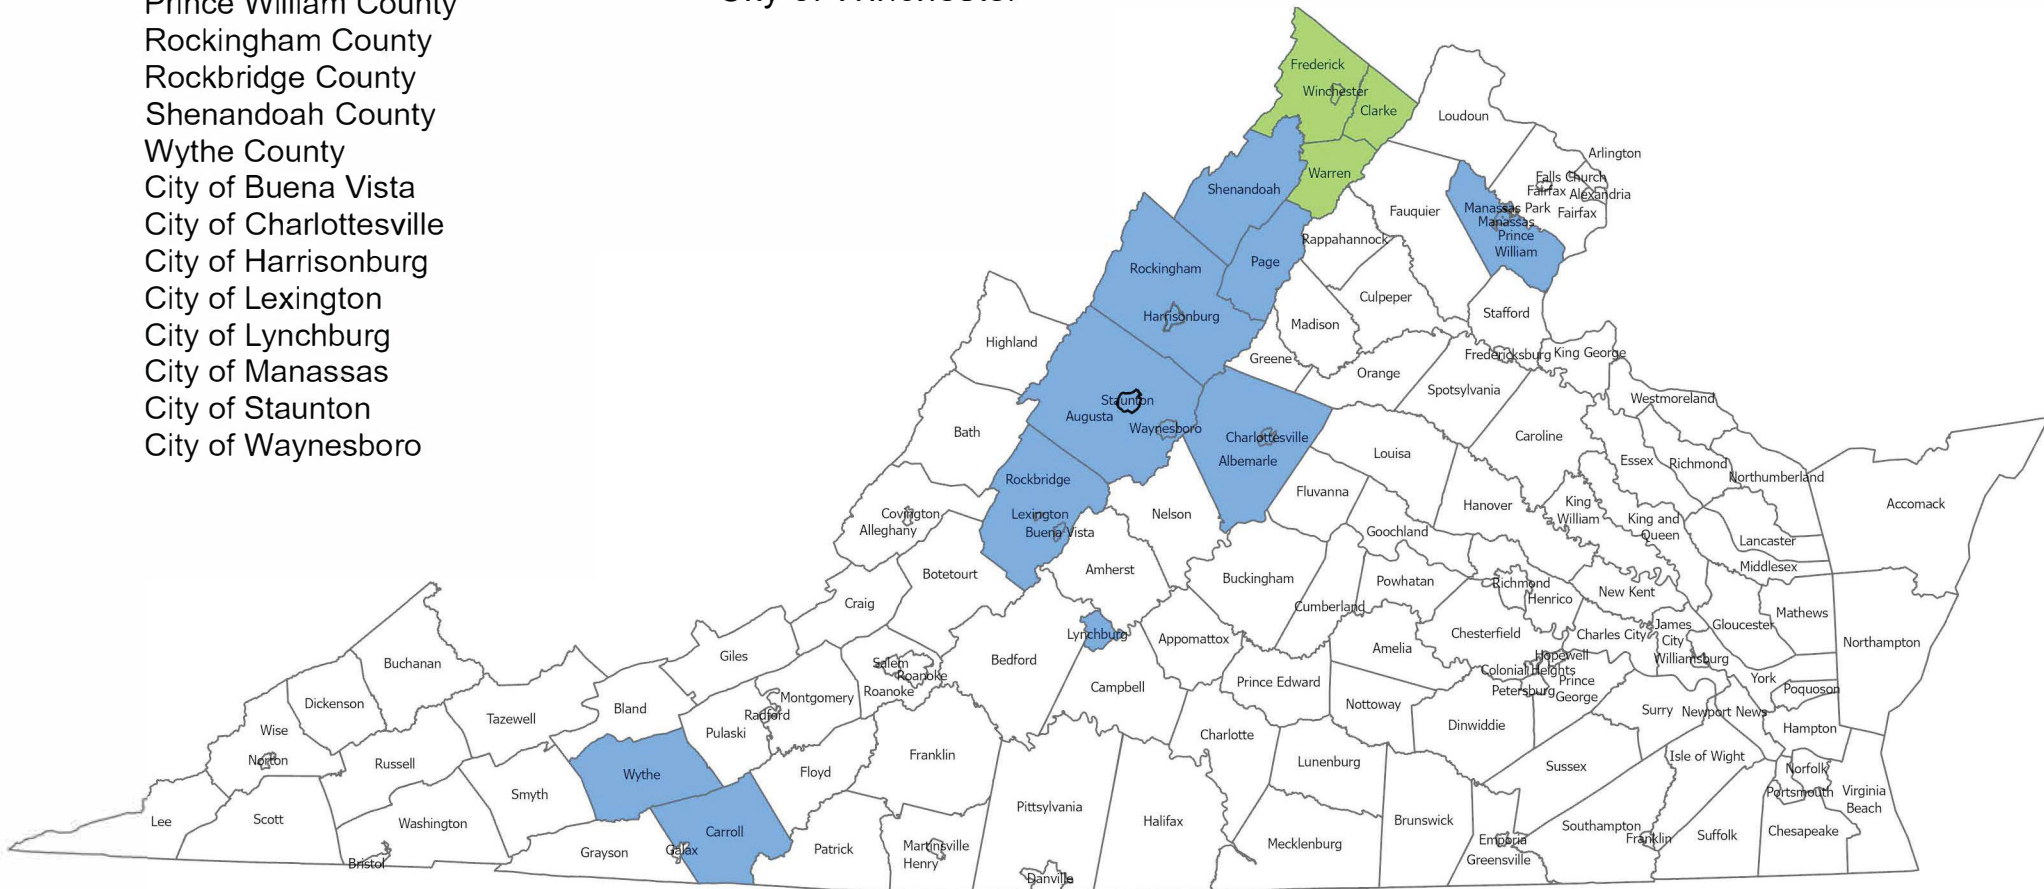 Prince William County
Rockingham County
Rockbridge County
Shenandoah County
Wythe County
City of Buena Vista
City of Charlottesville
City of Harrisonburg
City of Lexington
City of Lynchburg
City of Manassas
City of Staunton
City of Waynesboro
City of Winchester
Frederick
Winchester
Clarke
Loudoun
Warren
Arlington
Falls Church
Fairfax
Alexandria
Fairfax
Shenandoah
Fauquier
Manassas Park
Manassas
Prince
William
Rappahannock
Page
Rockingham
Culpeper
Stafford
Harrisonburg
Madison
Highland
Greene
Fredericksburg
King George
Orange
Spotsylvania
Westmoreland
Staunton
Augusta
Waynesboro
Bath
Charlottesville
Albemarle
Caroline
Louisa
Essex
Richmond
Northumberland
Accomack
Rockbridge
Fluvanna
Hanover
King
William
King and
Queen
Lexington
Buena Vista
Nelson
Covington
Alleghany
Goochland
Lancaster
Middlesex
Botetourt
Amherst
Buckingham
Powhatan
Richmond
Henrico
New Kent
Craig
Cumberland
Mathews
Gloucester
James
City
Charles City
Chesterfield
Lynchburg
Appomattox
Amelia
Northampton
Williamsburg
Hopewell
Colonial Heights
Petersburg
Prince
George
York
Poquoson
Buchanan
Giles
Salem
Roanoke
Roanoke
Bedford
Campbell
Prince Edward
Nottoway
Dinwiddie
Surry
Newport News
Hampton
Dickenson
Tazewell
Bland
Montgomery
Radford
Pulaski
Wise
Norton
Russell
Wythe
Floyd
Franklin
Charlotte
Lunenburg
Sussex
Isle of Wight
Norfolk
Portsmouth
Virginia
Beach
Smyth
Lee
Scott
Washington
Bristol
Grayson
Galax
Carroll
Patrick
Martinsville
Henry
Pittsylvania
Danville
Halifax
Mecklenburg
Brunswick
Emporia
Greensville
Southampton
Franklin
Suffolk
Chesapeake